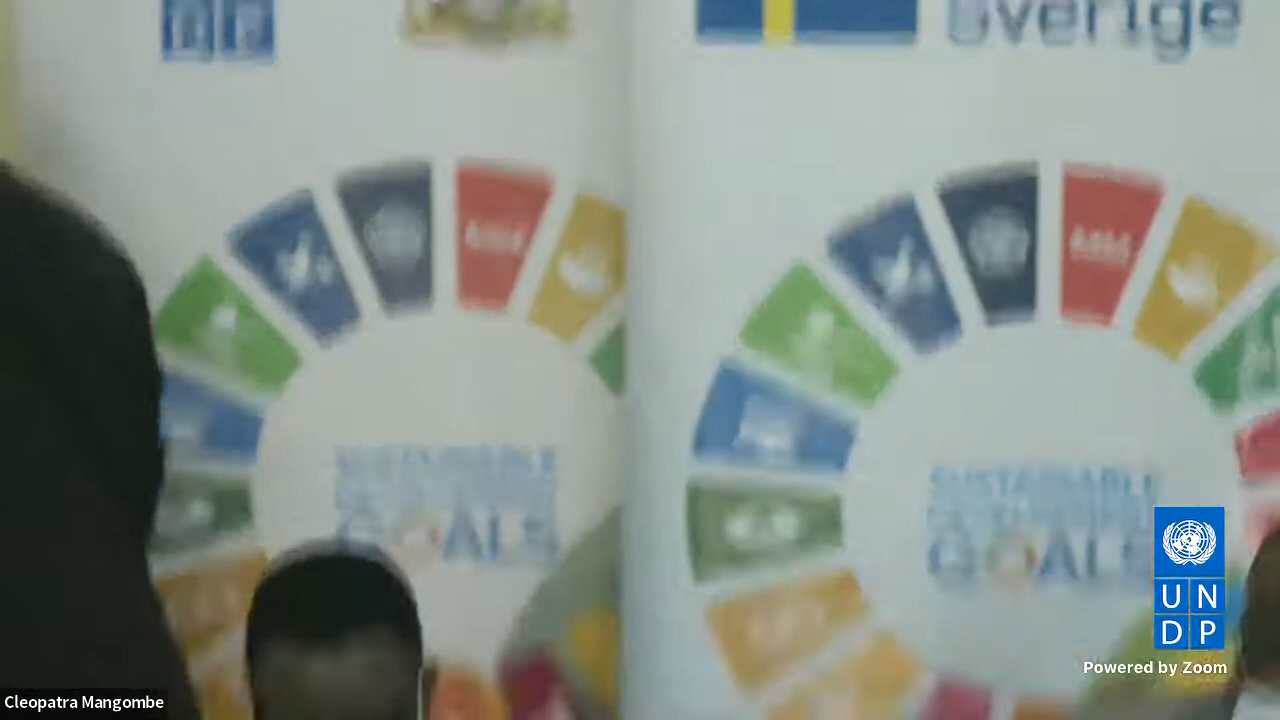 D P
Sverige
SUSTAINABLE
GOALS
SUSTAINABLE
GOALS
U N
D P
Powered by Zoom
Cleopatra Mangombe